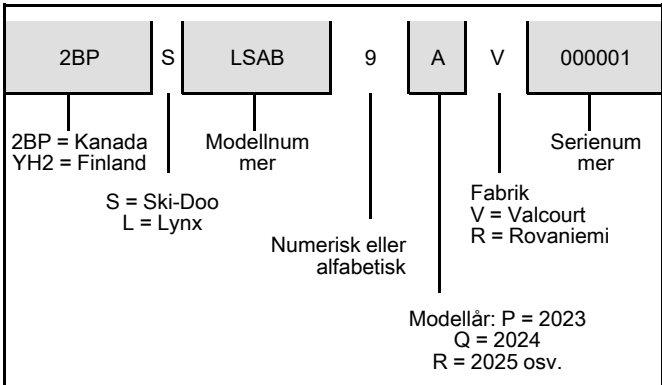 2BP S LSAB 9 A V 000001
2BP = Kanada
YH2 = Finland
Modellnum
mer
Serienum
mer
S = Ski-Doo
L = Lynx
Fabrik
V = Valcourt
R = Rovaniemi
Numerisk eller
alfabetisk
Modellår: P = 2023
Q = 2024
R = 2025 osv.